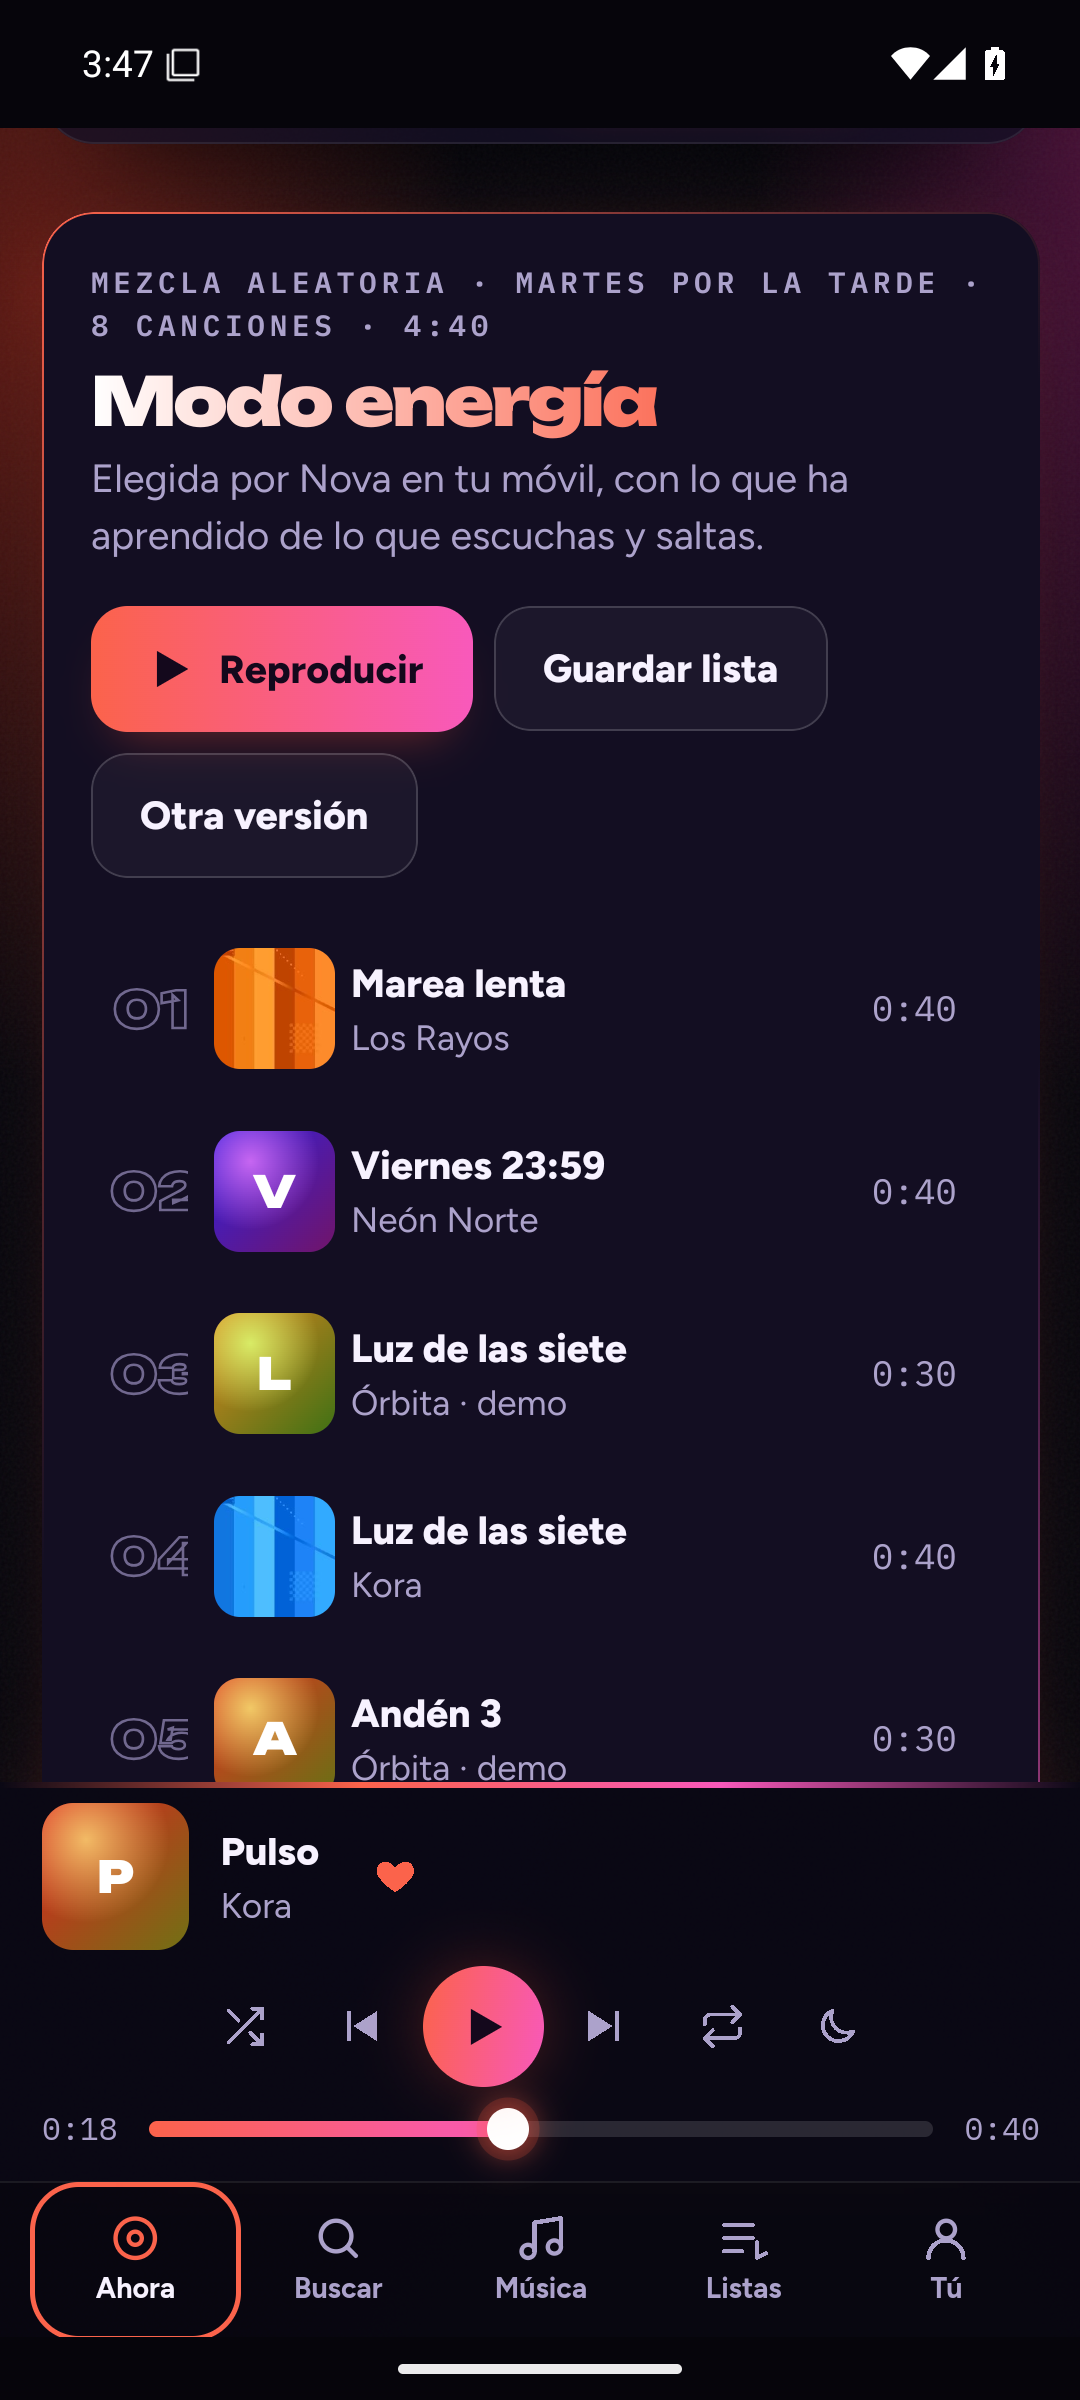 3:47
MEZCLA ALEATORIA · MARTES POR LA TARDE ·
8 CANCIONES · 4:40
Modo energía
Elegida por Nova en tu móvil, con lo que ha
aprendido de lo que escuchas y saltas.
Reproducir
Guardar lista
Otra versión
01
Marea lenta
Los Rayos
0:40
02
V
Viernes 23:59
Neón Norte
0:40
03
L
Luz de las siete
Órbita · demo
0:30
04
Luz de las siete
Kora
0:40
05
A
Andén 3
Órbita · demo
0:30
P
Pulso
Kora
0:18
0:40
Ahora
Buscar
Música
Listas
Tú